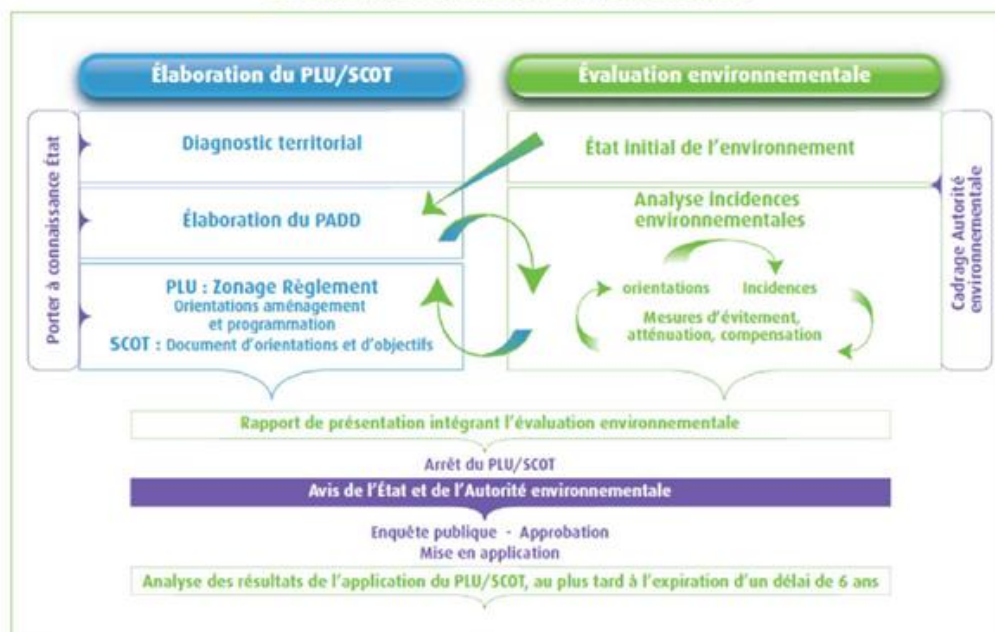 Élaboration du PLU/SCOT
Évaluation environnementale
Porter à connaissance État
Diagnostic territorial
État initial de l'environnement
Élaboration du PADD
Analyse incidences
environnementales
PLU : Zonage Règlement
Orientations aménagement
et programmation
SCOT : Document d'orientations et d'objectifs
orientations
Incidences
Mesures d'évitement,
atténuation, compensation
Cadrage Autorité
environnementale
Rapport de présentation intégrant l'évaluation environnementale
Arrêt du PLU/SCOT
Avis de l'État et de l'Autorité environnementale
Enquête publique - Approbation
Mise en application
Analyse des résultats de l'application du PLU/SCOT, au plus tard à l'expiration d'un délai de 6 ans